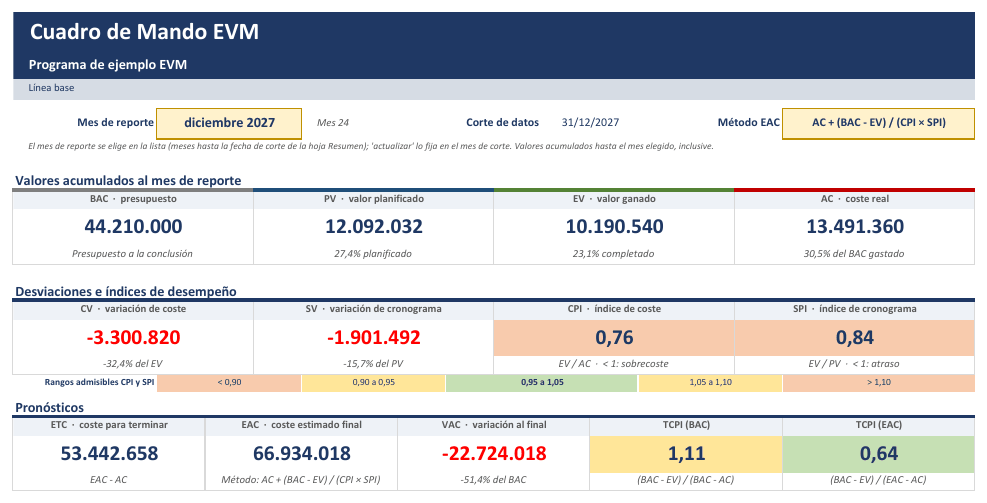 Cuadro de Mando EVM
Programa de ejemplo EVM
Línea base
Mes de reporte diciembre 2027 Mes 24 Corte de datos 31/12/2027 Método EAC AC + (BAC - EV) / (CPI × SPI)
El mes de reporte se elige en la lista (meses hasta la fecha de corte de la hoja Resumen); 'actualizar' lo fija en el mes de corte. Valores acumulados hasta el mes elegido, inclusive.
Valores acumulados al mes de reporte
BAC · presupuesto PV · valor planificado EV · valor ganado AC · coste real
44.210.000 12.092.032 10.190.540 13.491.360
Presupuesto a la conclusión 27,4% planificado 23,1% completado 30,5% del BAC gastado
Desviaciones e índices de desempeño
CV · variación de coste SV · variación de cronograma CPI · índice de coste SPI · índice de cronograma
-3.300.820 -1.901.492 0,76 0,84
-32,4% del EV -15,7% del PV EV / AC · < 1: sobrecoste EV / PV · < 1: atraso
Rangos admisibles CPI y SPI < 0,90 0,90 a 0,95 0,95 a 1,05 1,05 a 1,10 > 1,10
Pronósticos
ETC · coste para terminar EAC · coste estimado final VAC · variación al final TCPI (BAC) TCPI (EAC)
53.442.658 66.934.018 -22.724.018 1,11 0,64
EAC - AC Método: AC + (BAC - EV) / (CPI × SPI) -51,4% del BAC (BAC - EV) / (BAC - AC) (BAC - EV) / (EAC - AC)